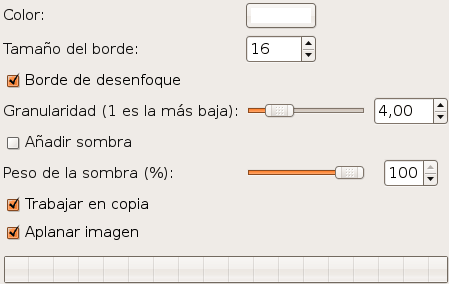 Color:
Tamaño del borde: 16
Borde de desenfoque
Granularidad (1 es la más baja): 4,00
Añadir sombra
Peso de la sombra (%): 100
Trabajar en copia
Aplanar imagen